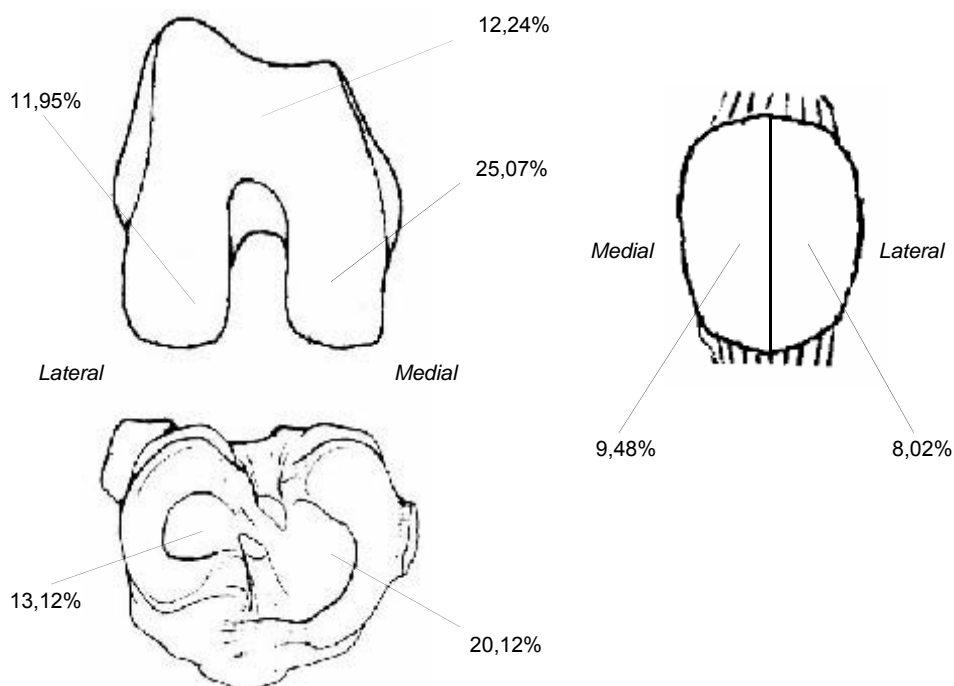 12,24%
11,95%
25,07%
Medial
Lateral
Lateral
Medial
9,48%
8,02%
13,12%
20,12%